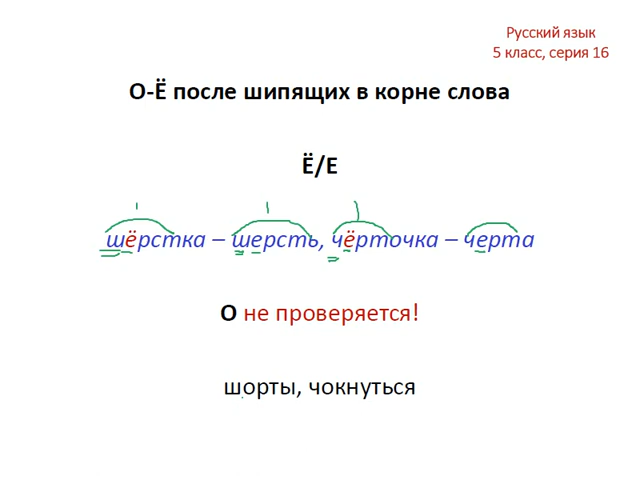 Русский язык
5 класс, серия 16
О-Ё после шипящих в корне слова
Ё/Е
шёрстка – шерсть, чёрточка – черта
О не проверяется!
шорты, чокнуться